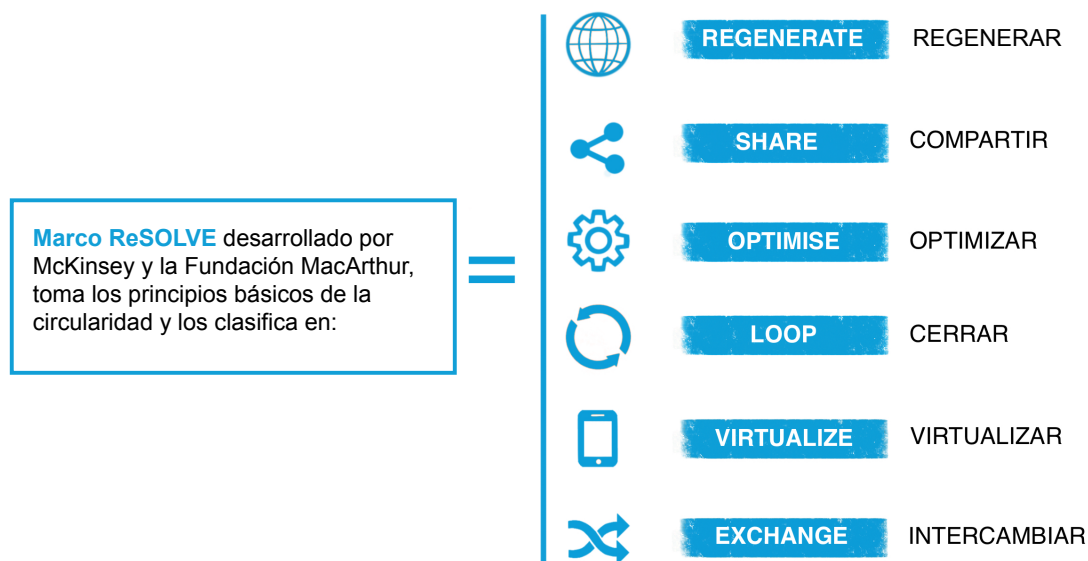 Marco ReSOLVE desarrollado por
McKinsey y la Fundación MacArthur,
toma los principios básicos de la
circularidad y los clasifica en:
REGENERATE REGENERAR
SHARE COMPARTIR
OPTIMISE OPTIMIZAR
LOOP CERRAR
VIRTUALIZE VIRTUALIZAR
EXCHANGE INTERCAMBIAR